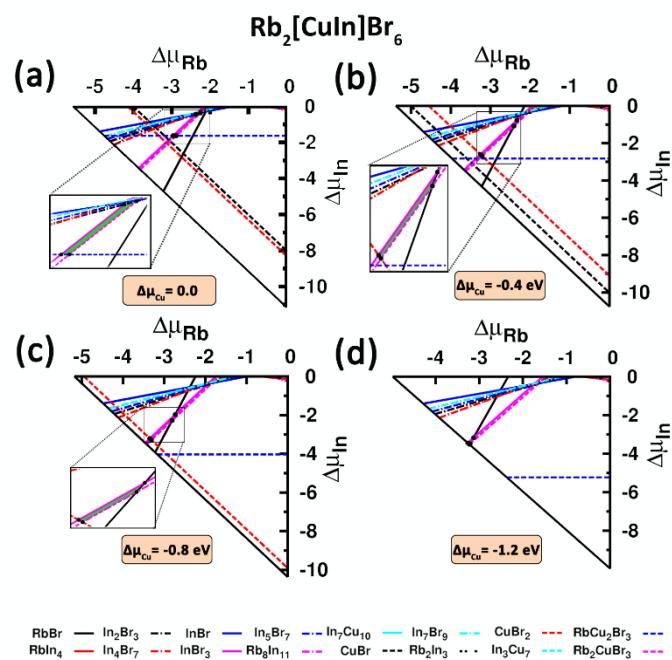 Rb2[CuIn]Br6
(a)
ΔμRb
-5 -4 -3 -2 -1 0
0
-2
-4
-6
-8
-10
ΔμIn
ΔμCu= 0.0
(b)
ΔμRb
-5 -4 -3 -2 -1 0
0
-2
-4
-6
-8
-10
ΔμIn
ΔμCu= -0.4 eV
(c)
ΔμRb
-5 -4 -3 -2 -1 0
0
-2
-4
-6
-8
-10
ΔμIn
ΔμCu= -0.8 eV
(d)
ΔμRb
-4 -3 -2 -1 0
0
-2
-4
-6
-8
ΔμIn
ΔμCu= -1.2 eV
RbBr In2Br3 InBr In5Br7 In7Cu10 In7Br9 CuBr2 RbCu2Br3
RbIn4 In4Br7 InBr3 Rb8In11 CuBr Rb2In3 In3Cu7 Rb2CuBr3